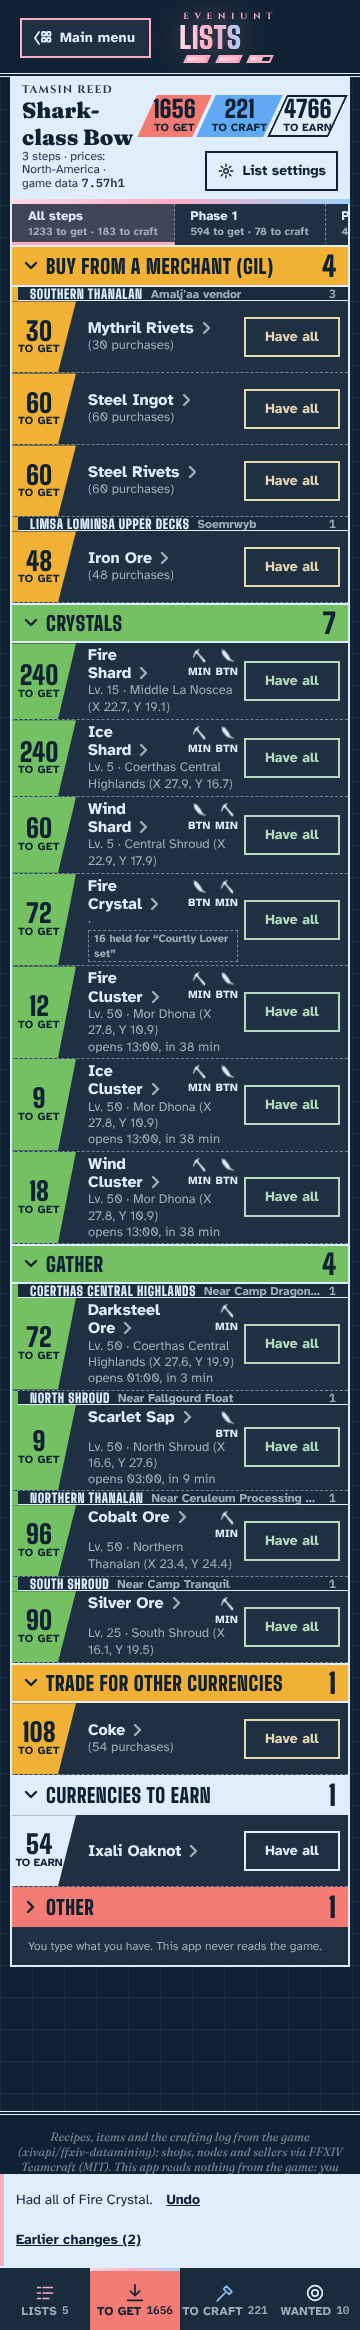 Main menu
EVENIUNT
LISTS
TAMSIN REED
Shark-
class Bow
3 steps · prices:
North-America ·
game data 7.57h1
1656
TO GET
221
TO CRAFT
4766
TO EARN
List settings
All steps
1233 to get · 183 to craft
Phase 1
594 to get · 78 to craft
P
4
BUY FROM A MERCHANT (GIL) 4
SOUTHERN THANALAN Amalj'aa vendor 3
30
TO GET
Mythril Rivets
(30 purchases)
Have all
60
TO GET
Steel Ingot
(60 purchases)
Have all
60
TO GET
Steel Rivets
(60 purchases)
Have all
LIMSA LOMINSA UPPER DECKS Soemrwyb 1
48
TO GET
Iron Ore
(48 purchases)
Have all
CRYSTALS 7
240
TO GET
Fire
Shard
MIN BTN
Lv. 15 · Middle La Noscea
(X 22.7, Y 19.1)
Have all
240
TO GET
Ice
Shard
MIN BTN
Lv. 5 · Coerthas Central
Highlands (X 27.9, Y 16.7)
Have all
60
TO GET
Wind
Shard
BTN MIN
Lv. 5 · Central Shroud (X
22.9, Y 17.9)
Have all
72
TO GET
Fire
Crystal
BTN MIN
·
16 held for “Courtly Lover
set”
Have all
12
TO GET
Fire
Cluster
MIN BTN
Lv. 50 · Mor Dhona (X
27.8, Y 10.9)
opens 13:00, in 38 min
Have all
9
TO GET
Ice
Cluster
MIN BTN
Lv. 50 · Mor Dhona (X
27.8, Y 10.9)
opens 13:00, in 38 min
Have all
18
TO GET
Wind
Cluster
MIN BTN
Lv. 50 · Mor Dhona (X
27.8, Y 10.9)
opens 13:00, in 38 min
Have all
GATHER 4
COERTHAS CENTRAL HIGHLANDS Near Camp Dragon... 1
72
TO GET
Darksteel
Ore
MIN
Lv. 50 · Coerthas Central
Highlands (X 27.6, Y 19.9)
opens 01:00, in 3 min
Have all
NORTH SHROUD Near Fallgourd Float 1
9
TO GET
Scarlet Sap
BTN
Lv. 50 · North Shroud (X
16.6, Y 27.6)
opens 03:00, in 9 min
Have all
NORTHERN THANALAN Near Ceruleum Processing ... 1
96
TO GET
Cobalt Ore
MIN
Lv. 50 · Northern
Thanalan (X 23.4, Y 24.4)
Have all
SOUTH SHROUD Near Camp Tranquil 1
90
TO GET
Silver Ore
MIN
Lv. 25 · South Shroud (X
16.1, Y 19.5)
Have all
TRADE FOR OTHER CURRENCIES 1
108
TO GET
Coke
(54 purchases)
Have all
CURRENCIES TO EARN 1
54
TO EARN
Ixali Oaknot
Have all
OTHER 1
You type what you have. This app never reads the game.
Recipes, items and the crafting log from the game
(xivapi/ffxiv-datamining); shops, nodes and sellers via FFXIV
Teamcraft (MIT). This app reads nothing from the game: you
Had all of Fire Crystal. Undo
Earlier changes (2)
LISTS 5
TO GET 1656
TO CRAFT 221
WANTED 10